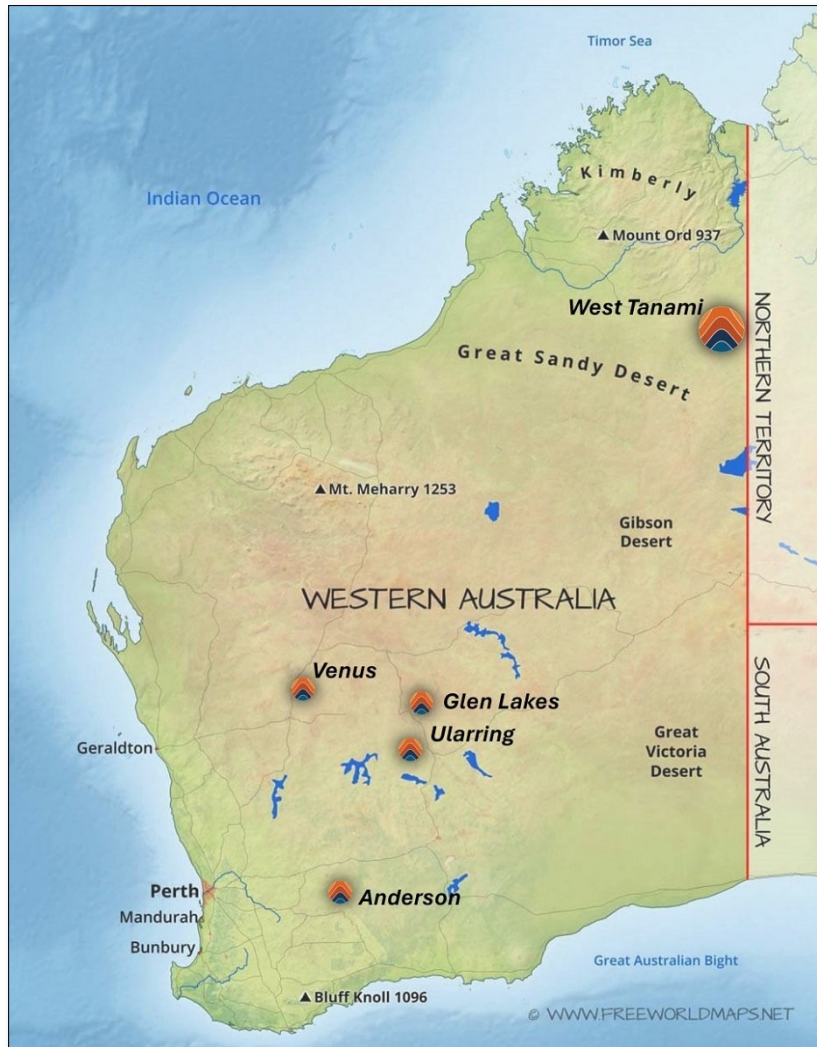 Timor Sea
Indian Ocean
Kimberly
Mount Ord 937
West Tanami
NORTHERN TERRITORY
Great Sandy Desert
Mt. Meharry 1253
Gibson
Desert
WESTERN AUSTRALIA
Venus
Glen Lakes
Ularring
SOUTH AUSTRALIA
Geraldton
Great
Victoria
Desert
Perth
Anderson
Mandurah
Bunbury
Great Australian Bight
Bluff Knoll 1096
© WWW.FREEWORLDMAPS.NET